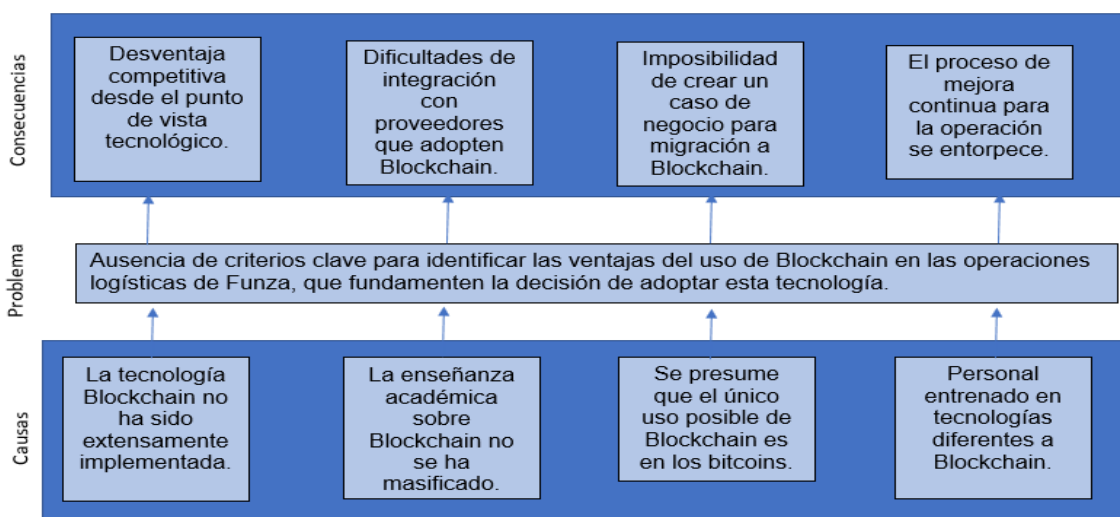 Consecuencias
Desventaja
competitiva
desde el punto
de vista
tecnológico.
Dificultades de
integración
con
proveedores
que adopten
Blockchain.
Imposibilidad
de crear un
caso de
negocio para
migración a
Blockchain.
El proceso de
mejora
continua para
la operación
se entorpece.
Problema
Ausencia de criterios clave para identificar las ventajas del uso de Blockchain en las operaciones
logísticas de Funza, que fundamenten la decisión de adoptar esta tecnología.
Causas
La tecnología
Blockchain no
ha sido
extensamente
implementada.
La enseñanza
académica
sobre
Blockchain no
se ha
masificado.
Se presume
que el único
uso posible de
Blockchain es
en los bitcoins.
Personal
entrenado en
tecnologías
diferentes a
Blockchain.